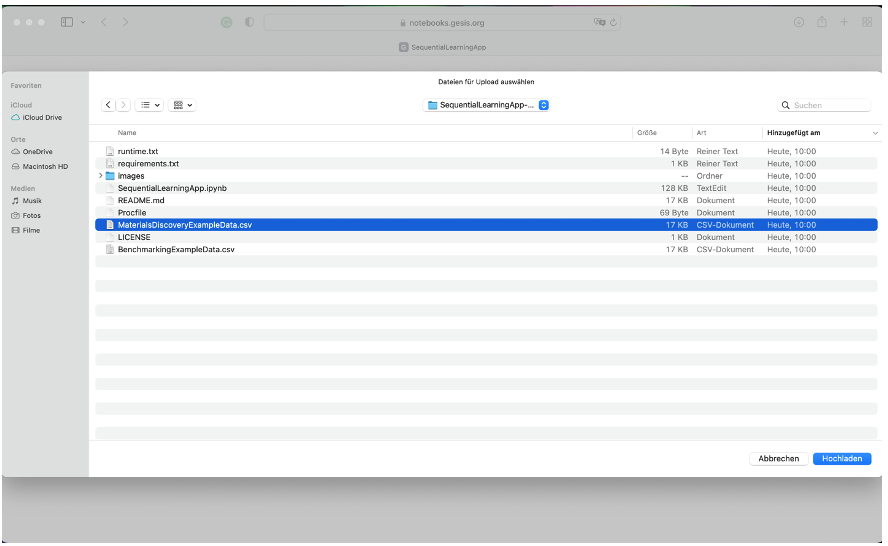 notebooks.gesis.org
SequentialLearningApp
Dateien für Upload auswählen
Favoriten
iCloud
iCloud Drive
Orte
OneDrive
Macintosh HD
Medien
Musik
Fotos
Filme
SequentialLearningApp-...
Suchen
Name Größe Art Hinzugefügt am
runtime.txt 14 Byte Reiner Text Heute, 10:00
requirements.txt 1 KB Reiner Text Heute, 10:00
images -- Ordner Heute, 10:00
SequentialLearningApp.ipynb 128 KB TextEdit Heute, 10:00
README.md 17 KB Dokument Heute, 10:00
Procfile 69 Byte Dokument Heute, 10:00
MaterialsDiscoveryExampleData.csv 17 KB CSV-Dokument Heute, 10:00
LICENSE 1 KB Dokument Heute, 10:00
BenchmarkingExampleData.csv 17 KB CSV-Dokument Heute, 10:00
Abbrechen Hochladen